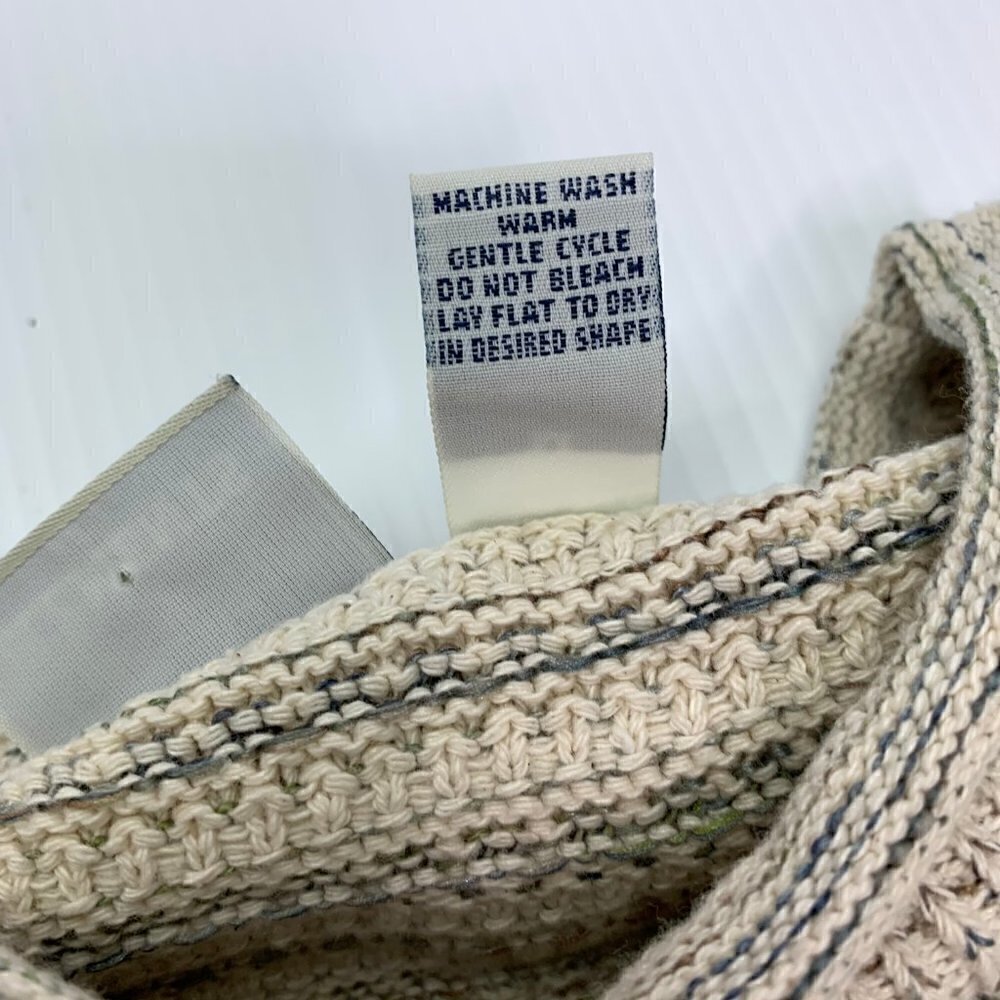 MACHINE WASH
WARM
GENTLE CYCLE
DO NOT BLEACH
LAY FLAT TO DRY
IN DESIRED SHAPE